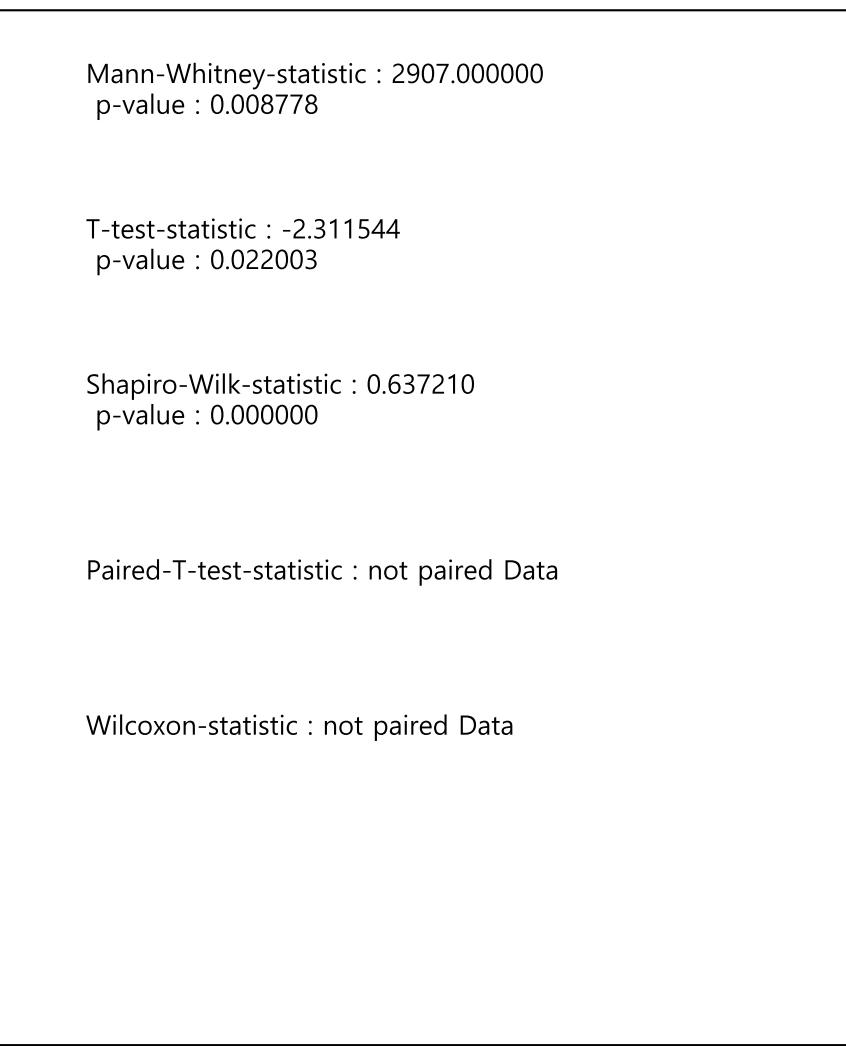 Mann-Whitney-statistic : 2907.000000
p-value : 0.008778
T-test-statistic : -2.311544
p-value : 0.022003
Shapiro-Wilk-statistic : 0.637210
p-value : 0.000000
Paired-T-test-statistic : not paired Data
Wilcoxon-statistic : not paired Data